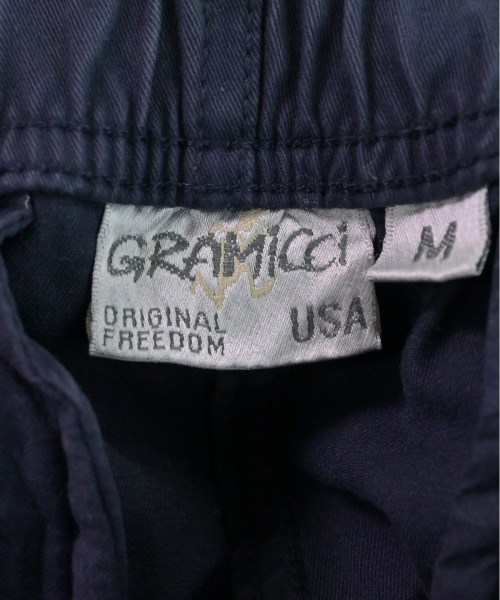 GRAMiCCi
M
ORIGINAL
FREEDOM
USA